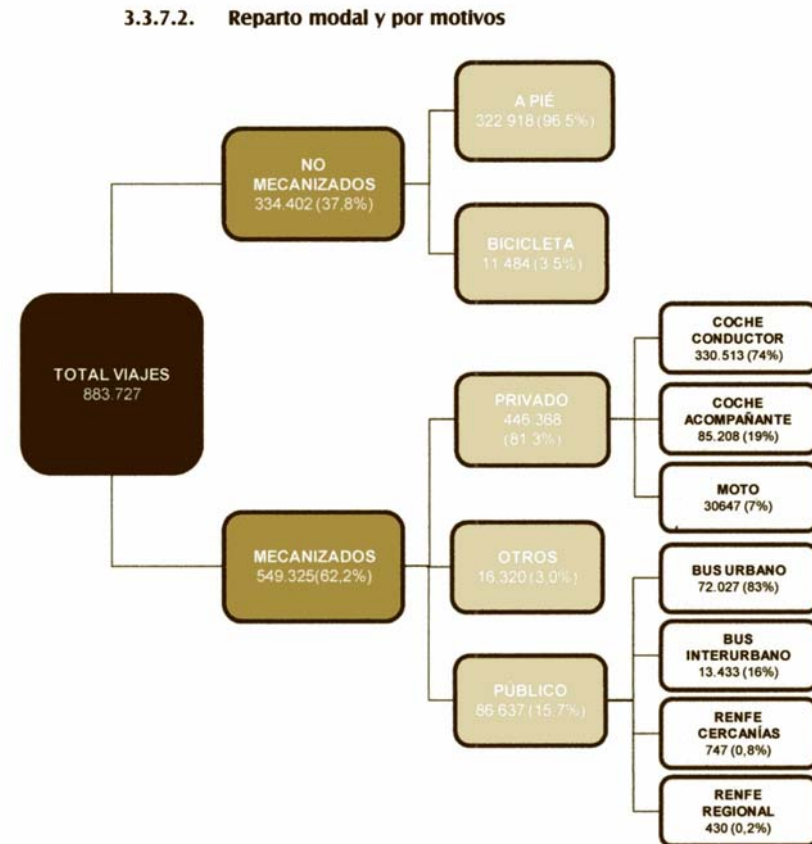 3.3.7.2. Reparto modal y por motivos
TOTAL VIAJES
883.727
NO
MECANIZADOS
334.402 (37,8%)
A PIÉ
322 918 (96 5%)
BICICLETA
11 484 (3 5%)
MECANIZADOS
549.325(62,2%)
PRIVADO
446.368
(81 3%)
COCHE
CONDUCTOR
330.513 (74%)
COCHE
ACOMPAÑANTE
85.208 (19%)
MOTO
30647 (7%)
OTROS
16.320 (3,0%)
PÚBLICO
86 637 (15.7%)
BUS URBANO
72.027 (83%)
BUS
INTERURBANO
13.433 (16%)
RENFE
CERCANÍAS
747 (0,8%)
RENFE
REGIONAL
430 (0,2%)